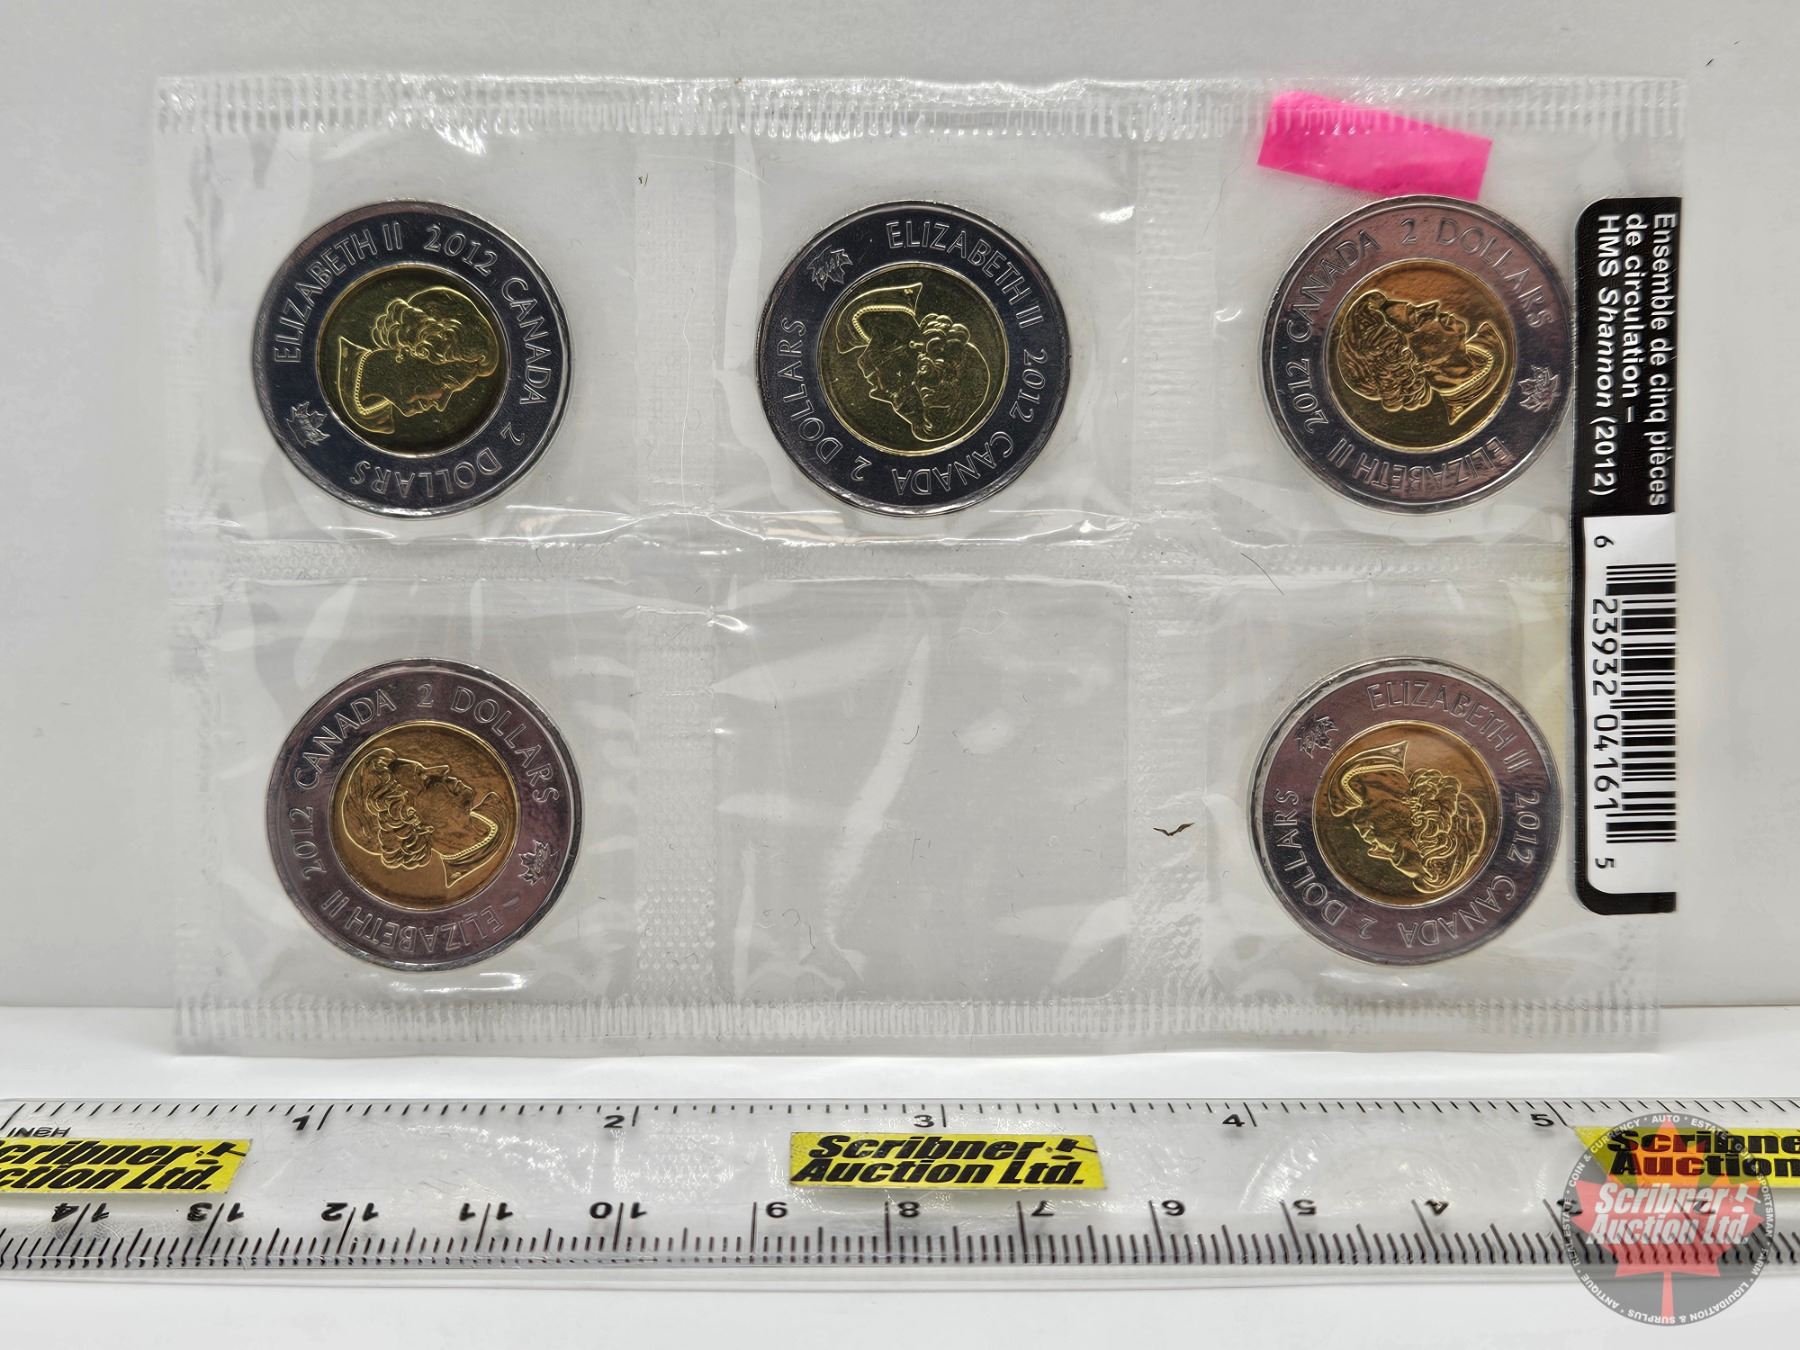 ELIZABETH II 2012 CANADA 2 DOLLARS
ELIZABETH II 2012 CANADA 2 DOLLARS
ELIZABETH II 2012 CANADA 2 DOLLARS
Ensemble de cinq pièces
de circulation –
HMS Shannon (2012)
6 23932 04161 5
ELIZABETH II 2012 CANADA 2 DOLLARS
ELIZABETH II 2012 CANADA 2 DOLLARS
1 2 3 4 5
INCH
Scribner
Auction Ltd.
Scribner
Auction Ltd.
Scribne
Auction
14 13 12 11 10 9 8 7 6 5 4 3 2
Scribner
Auction Ltd.